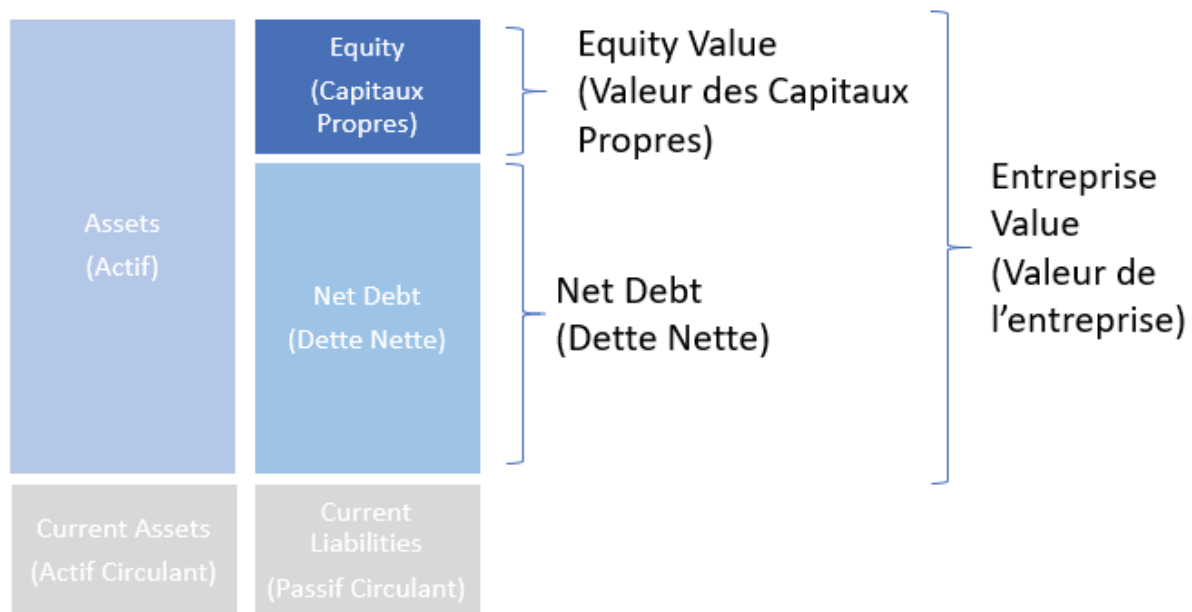 Assets
(Actif)
Equity
(Capitaux
Propres)
Net Debt
(Dette Nette)
Current Assets
(Actif Circulant)
Current
Liabilities
(Passif Circulant)
Equity Value
(Valeur des Capitaux
Propres)
Net Debt
(Dette Nette)
Entreprise
Value
(Valeur de
l’entreprise)